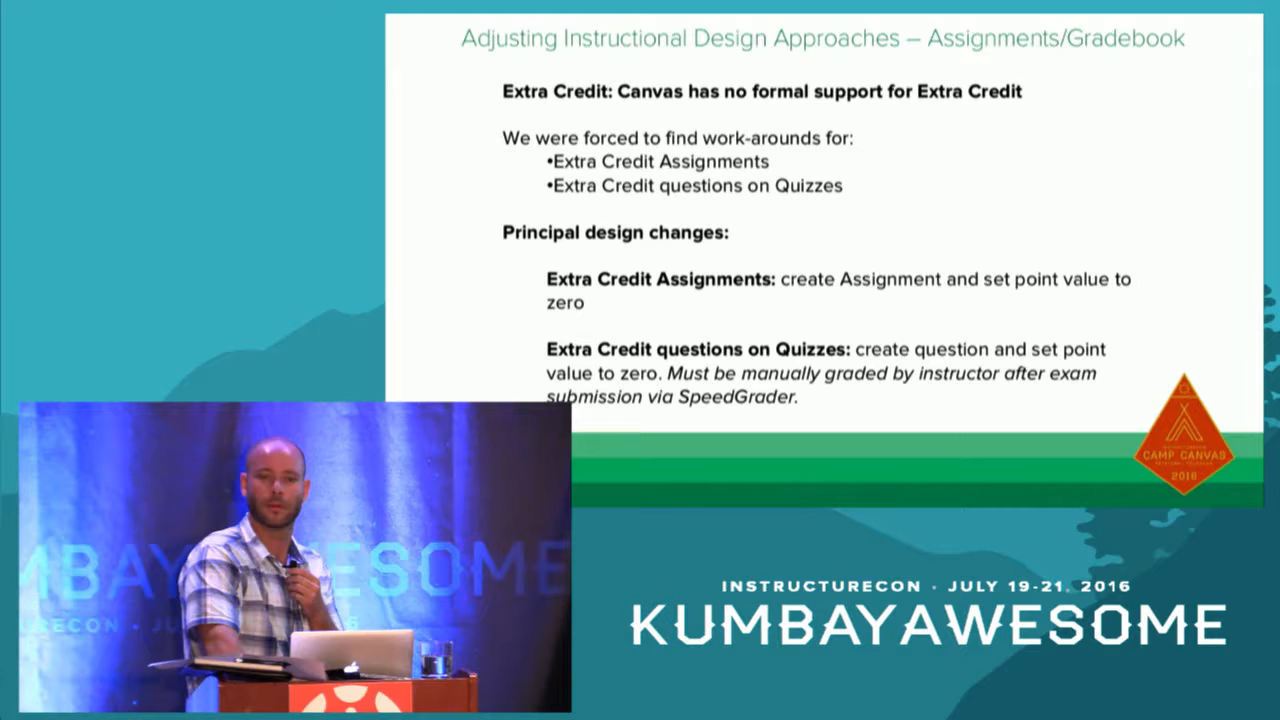 Adjusting Instructional Design Approaches – Assignments/Gradebook
Extra Credit: Canvas has no formal support for Extra Credit
We were forced to find work-arounds for:
•Extra Credit Assignments
•Extra Credit questions on Quizzes
Principal design changes:
Extra Credit Assignments: create Assignment and set point value to
zero
Extra Credit questions on Quizzes: create question and set point
value to zero. Must be manually graded by instructor after exam
submission via SpeedGrader.
CAMP CANVAS
2016
MBAYAWESOME
INSTRUCTURECON · JULY 19-21, 2016
KUMBAYAWESOME